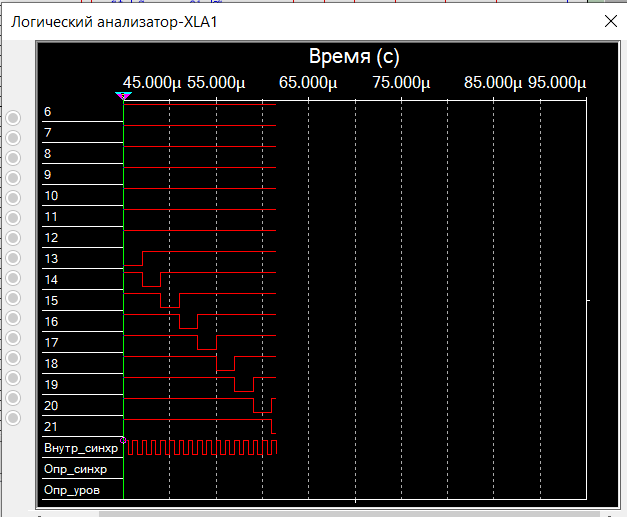 Логический анализатор-XLA1
Время (с)
45.000µ 55.000µ 65.000µ 75.000µ 85.000µ 95.000µ
6
7
8
9
10
11
12
13
14
15
16
17
18
19
20
21
Внутр_синхр
Опр_синхр
Опр_уров